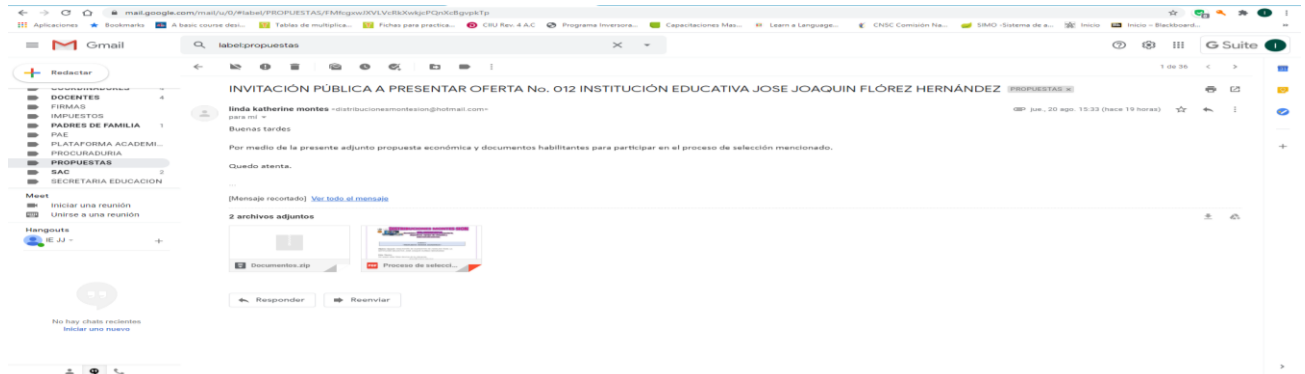 mail.google.com/mail/u/0/#label/PROPUESTAS/
Aplicaciones Bookmarks A basic course desi... Tablas de multiplica... Fichas para practica... CIIU Rev. 4 A.C Programa Inversora... Capacitaciones Mas... Learn a Language... CNSC Comisión Na... SIMO -Sistema de a... Inicio Inicio – Blackboard...
Gmail label:propuestas G Suite
Redactar
1 de 36
DOCENTES 4
FIRMAS
IMPUESTOS
PADRES DE FAMILIA 1
PAE
PLATAFORMA ACADEMI...
PROCURADURIA
PROPUESTAS
SAC 2
SECRETARIA EDUCACION
Meet
Iniciar una reunión
Unirse a una reunión
Hangouts
IE JJ
No hay chats recientes
Iniciar uno nuevo
INVITACIÓN PÚBLICA A PRESENTAR OFERTA No. 012 INSTITUCIÓN EDUCATIVA JOSE JOAQUIN FLÓREZ HERNÁNDEZ PROPUESTAS x
linda katherine montes <distribucionesmontesion@hotmail.com> jue., 20 ago. 15:33 (hace 19 horas)
para mí
Buenas tardes
Por medio de la presente adjunto propuesta económica y documentos habilitantes para participar en el proceso de selección mencionado.
Quedo atenta.
...
[Mensaje recortado] Ver todo el mensaje
2 archivos adjuntos
Documentos.zip
PDF Proceso de selecci...
Responder Reenviar